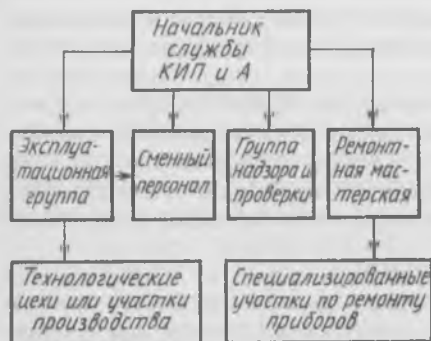 Начальник
службы
КИП и А
Эксплуа-
тационная
группа
Сменный
персонал
Группа
надзора и
проверки
Ремонт-
ная мас-
терская
Технологические
цехи или участки
производства
Специализированные
участки по ремонту
приборов